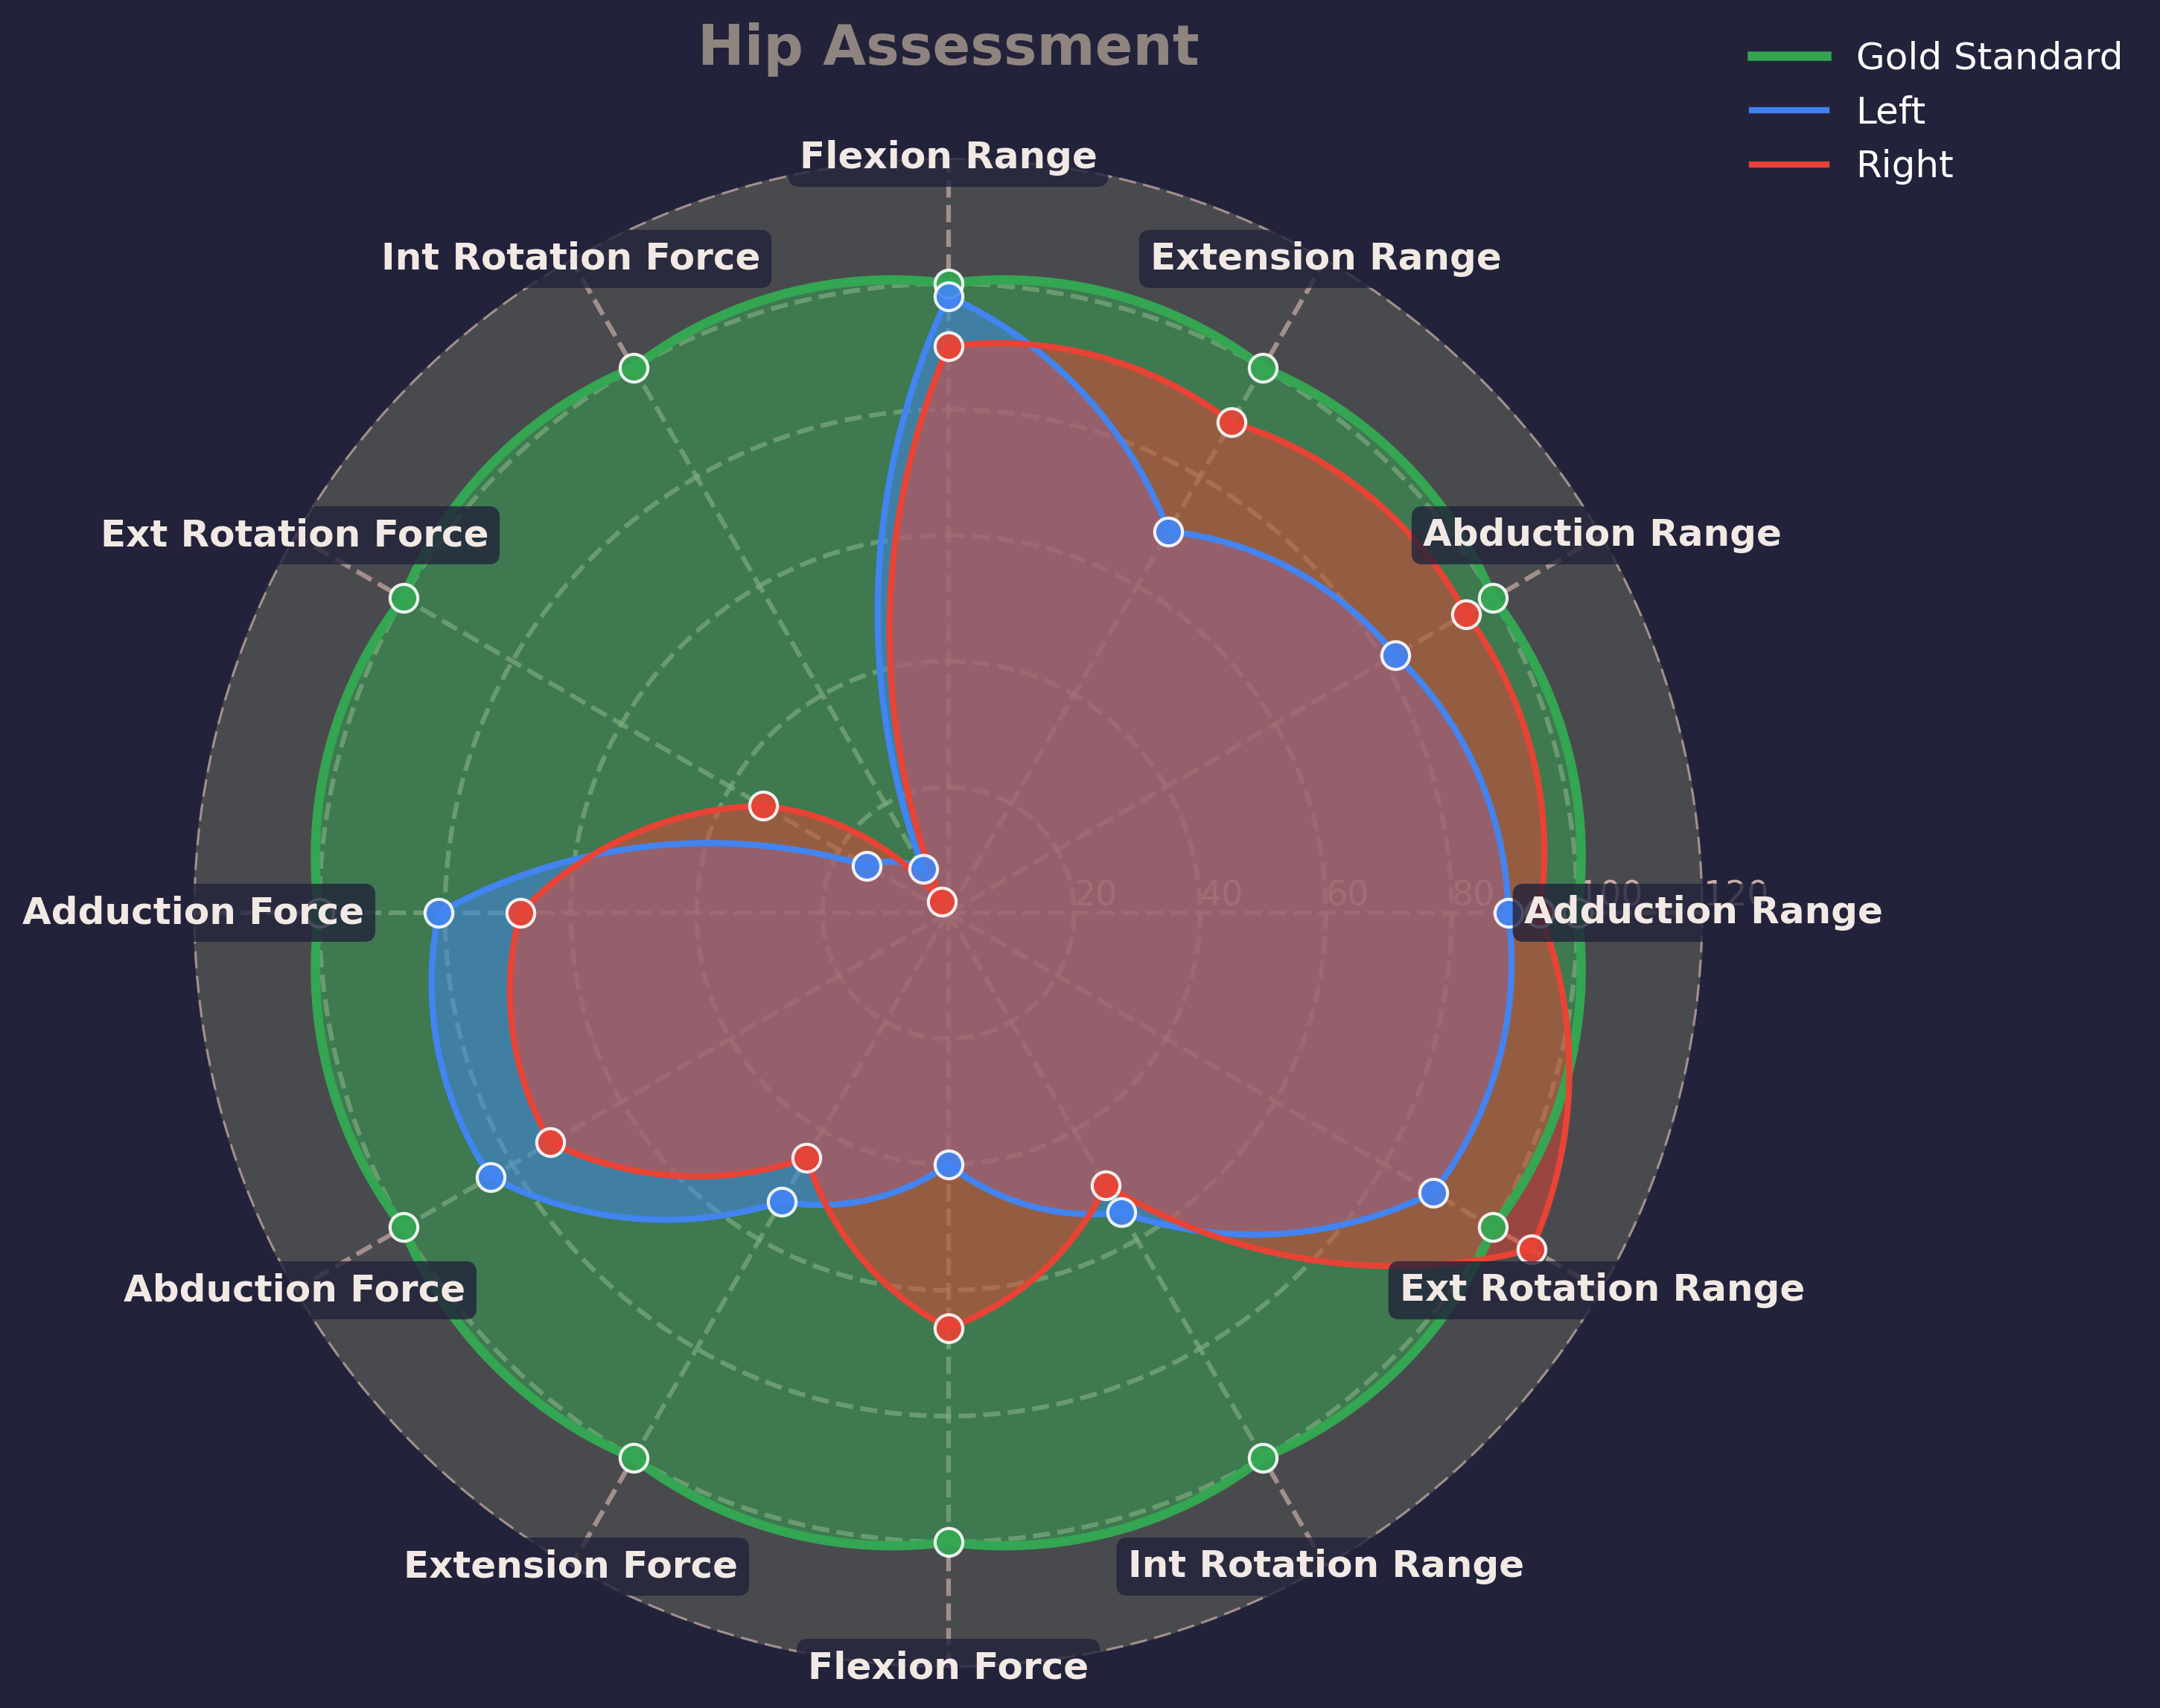 Hip Assessment
Gold Standard
Left
Right
Flexion Range
Int Rotation Force
Extension Range
Ext Rotation Force
Abduction Range
20
40
60
80
100
120
Adduction Force
Adduction Range
Abduction Force
Ext Rotation Range
Extension Force
Int Rotation Range
Flexion Force